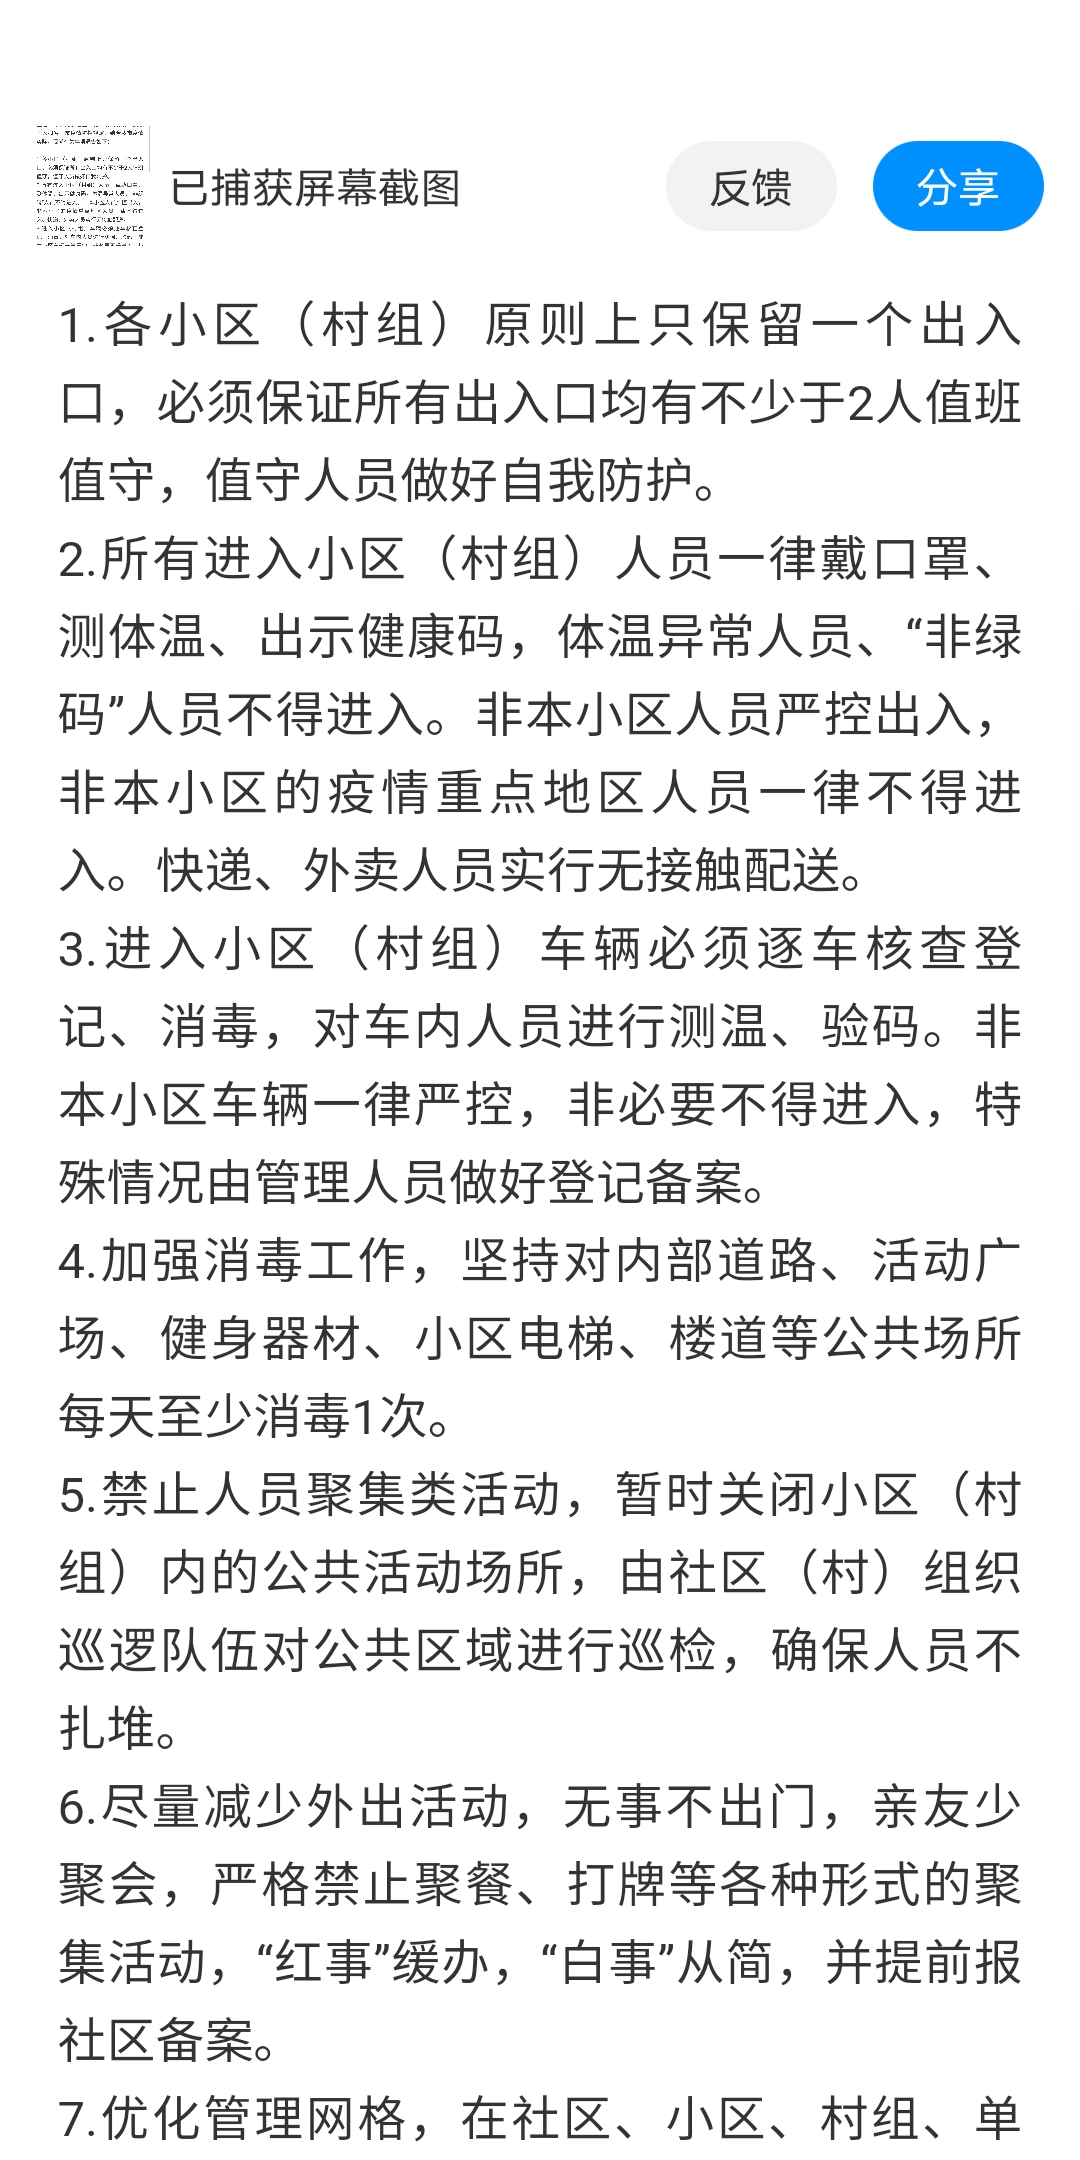 已捕获屏幕截图
反馈
分享
1.各小区（村组）原则上只保留一个出入
口，必须保证所有出入口均有不少于2人值班
值守，值守人员做好自我防护。
2.所有进入小区（村组）人员一律戴口罩、
测体温、出示健康码，体温异常人员、“非绿
码”人员不得进入。非本小区人员严控出入，
非本小区的疫情重点地区人员一律不得进
入。快递、外卖人员实行无接触配送。
3.进入小区（村组）车辆必须逐车核查登
记、消毒，对车内人员进行测温、验码。非
本小区车辆一律严控，非必要不得进入，特
殊情况由管理人员做好登记备案。
4.加强消毒工作，坚持对内部道路、活动广
场、健身器材、小区电梯、楼道等公共场所
每天至少消毒1次。
5.禁止人员聚集类活动，暂时关闭小区（村
组）内的公共活动场所，由社区（村）组织
巡逻队伍对公共区域进行巡检，确保人员不
扎堆。
6.尽量减少外出活动，无事不出门，亲友少
聚会，严格禁止聚餐、打牌等各种形式的聚
集活动，“红事”缓办，“白事”从简，并提前报
社区备案。
7.优化管理网格，在社区、小区、村组、单